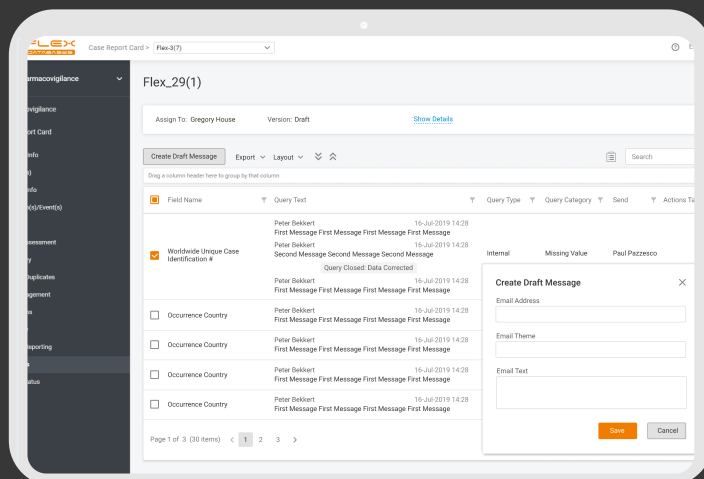 FLEX
DATABASES
Case Report Card > Flex-3(7)
Flex_29(1)
Assign To: Gregory House Version: Draft Show Details
Create Draft Message Export Layout Search
Drag a column header here to group by that column
Field Name Query Text Query Type Query Category Send Actions Ta
Peter Bekkert 16-Jul-2019 14:28
First Message First Message First Message First Message
Peter Bekkert 16-Jul-2019 14:28
Second Message Second Message Second Message
Worldwide Unique Case
Identification #
Internal Missing Value Paul Pazzesco
Query Closed: Data Corrected
Peter Bekkert 16-Jul-2019 14:28
First Message First Message First Message First Message
Occurrence Country
Peter Bekkert 16-Jul-2019 14:28
First Message First Message First Message First Message
Occurrence Country
Peter Bekkert 16-Jul-2019 14:28
First Message First Message First Message First Message
Occurrence Country
Peter Bekkert 16-Jul-2019 14:28
First Message First Message First Message First Message
Occurrence Country
Peter Bekkert 16-Jul-2019 14:28
First Message First Message First Message First Message
Page 1 of 3 (30 items) < 1 2 3 >
armacovigilance
ovigilance
ort Card
nfo
s)
nfo
(s)/Event(s)
ssessment
y
Duplicates
agement
ns
eporting
s
atus
Create Draft Message
Email Address
Email Theme
Email Text
Save Cancel